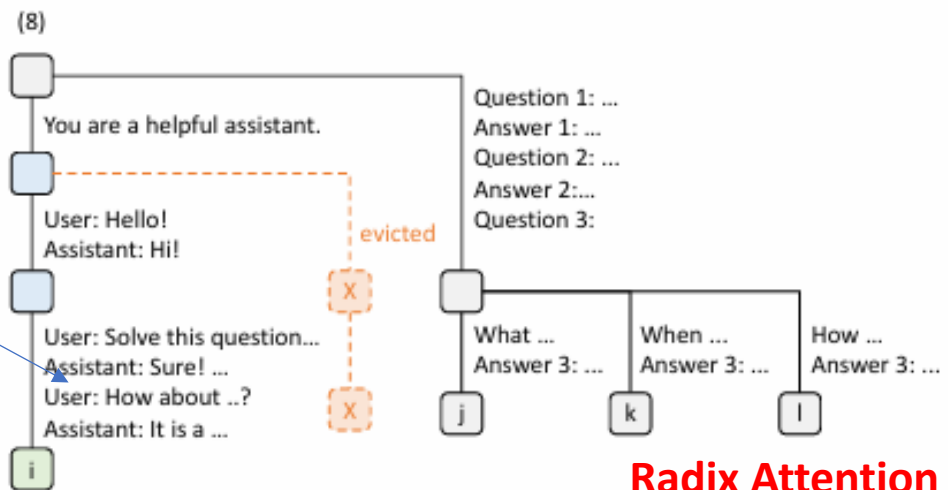 (8)
You are a helpful assistant.
User: Hello!
Assistant: Hi!
User: Solve this question...
Assistant: Sure! ...
User: How about ..?
Assistant: It is a ...
i
evicted
X
X
Question 1: ...
Answer 1: ...
Question 2: ...
Answer 2:...
Question 3:
What ...
Answer 3: ...
When ...
Answer 3: ...
How ...
Answer 3: ...
j
k
l
Radix Attention